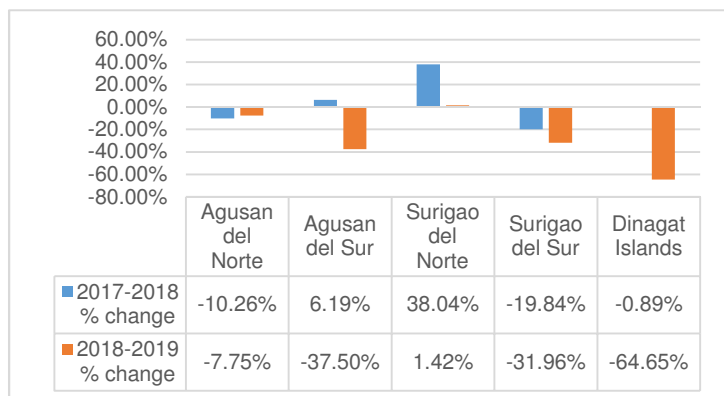 60.00%
40.00%
20.00%
0.00%
-20.00%
-40.00%
-60.00%
-80.00%
Agusan del Norte
Agusan del Sur
Surigao del Norte
Surigao del Sur
Dinagat Islands
2017-2018 % change
-10.26% 6.19% 38.04% -19.84% -0.89%
2018-2019 % change
-7.75% -37.50% 1.42% -31.96% -64.65%